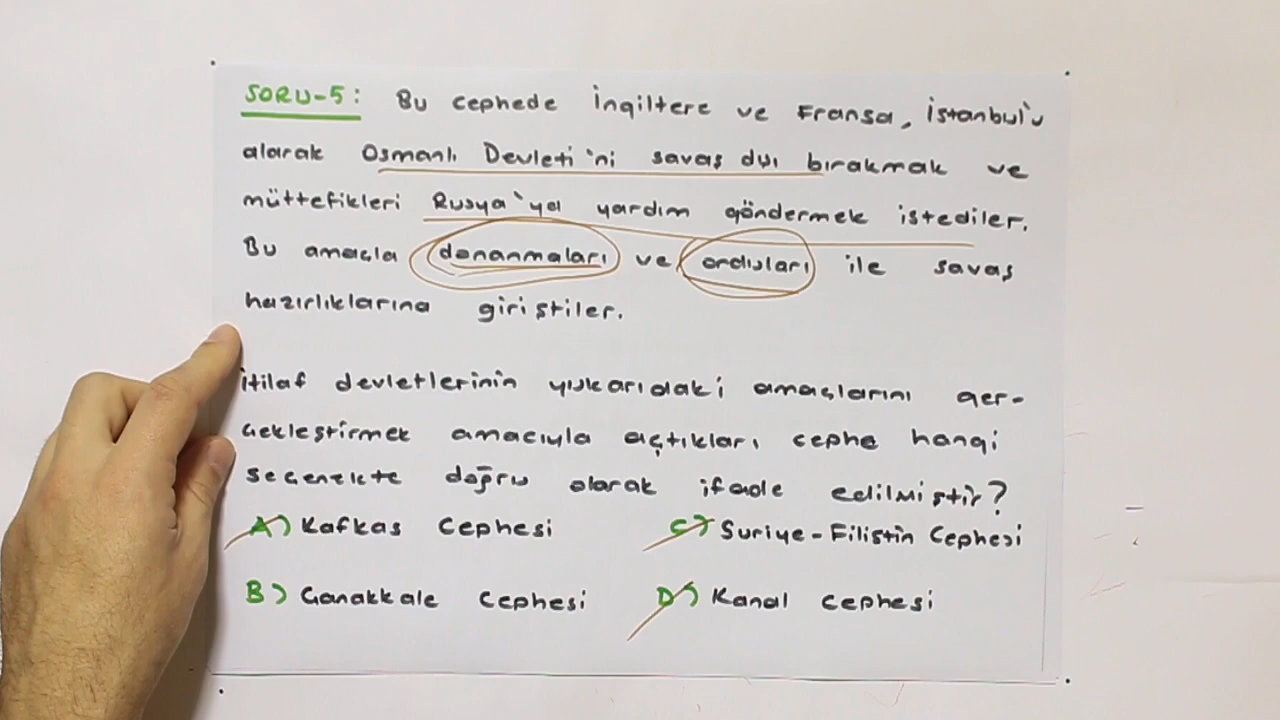 SORU-5: Bu cephede İngiltere ve Fransa, İstanbul'u
alarak Osmanlı Devleti'ni savaş dışı bırakmak ve
müttefikleri Rusya'ya yardım göndermek istediler.
Bu amaçla donanmaları ve orduları ile savaş
hazırlıklarına giriştiler.
İtilaf devletlerinin yukarıdaki amaçlarını ger-
çekleştirmek amacıyla açtıkları cephe hangi
seçenekte doğru olarak ifade edilmiştir?
A) Kafkas Cephesi C) Suriye-Filistin Cephesi
B) Çanakkale Cephesi D) Kanal Cephesi